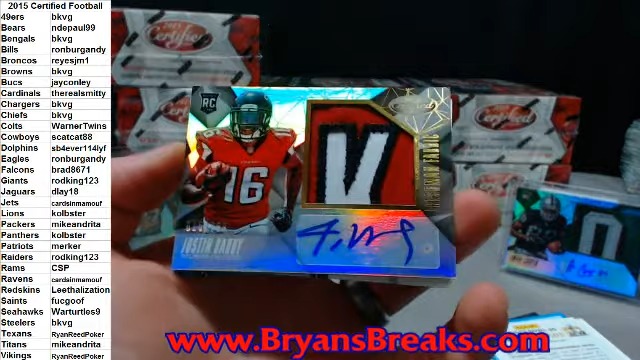 2015 Certified Football
49ers bkvg
Bears ndepaul99
Bengals bkvg
Bills ronburgandy
Broncos reyesjm1
Browns bkvg
Bucs jayconley
Cardinals therealsmitty
Chargers bkvg
Chiefs bkvg
Colts WarnerTwins
Cowboys scatcat88
Dolphins sb4ever114lyf
Eagles ronburgandy
Falcons brad8671
Giants rodking123
Jaguars dlay18
Jets cardsinmamouf
Lions kolbster
Packers mikeandrita
Panthers kolbster
Patriots merker
Raiders rodking123
Rams CSP
Ravens cardsinmamouf
Redskins Leethalization
Saints fucgoof
Seahawks Warturtles9
Steelers bkvg
Texans RyanReedPoker
Titans mikeandrita
Vikings RyanReedPoker
RC
16
JUSTIN HARDY
FABRIC
www.BryansBreaks.com